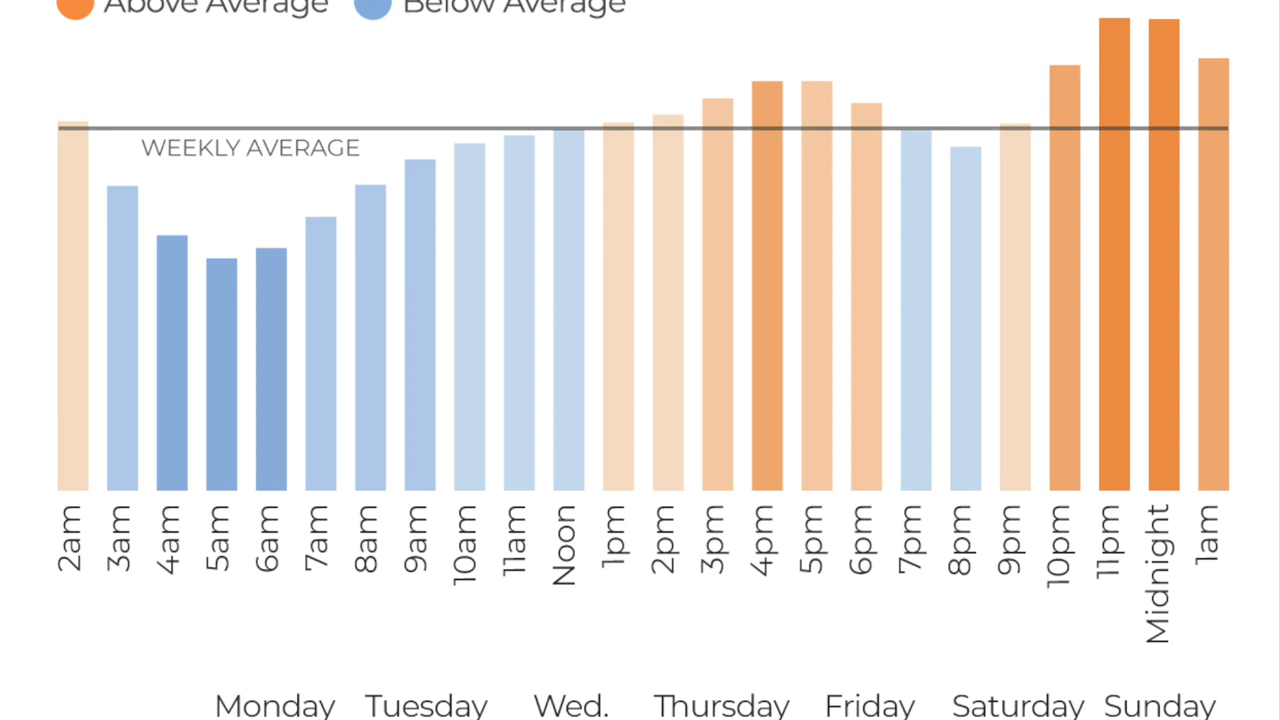 Above Average Below Average
WEEKLY AVERAGE
2am 3am 4am 5am 6am 7am 8am 9am 10am 11am Noon 1pm 2pm 3pm 4pm 5pm 6pm 7pm 8pm 9pm 10pm 11pm Midnight 1am
Monday Tuesday Wed. Thursday Friday Saturday Sunday